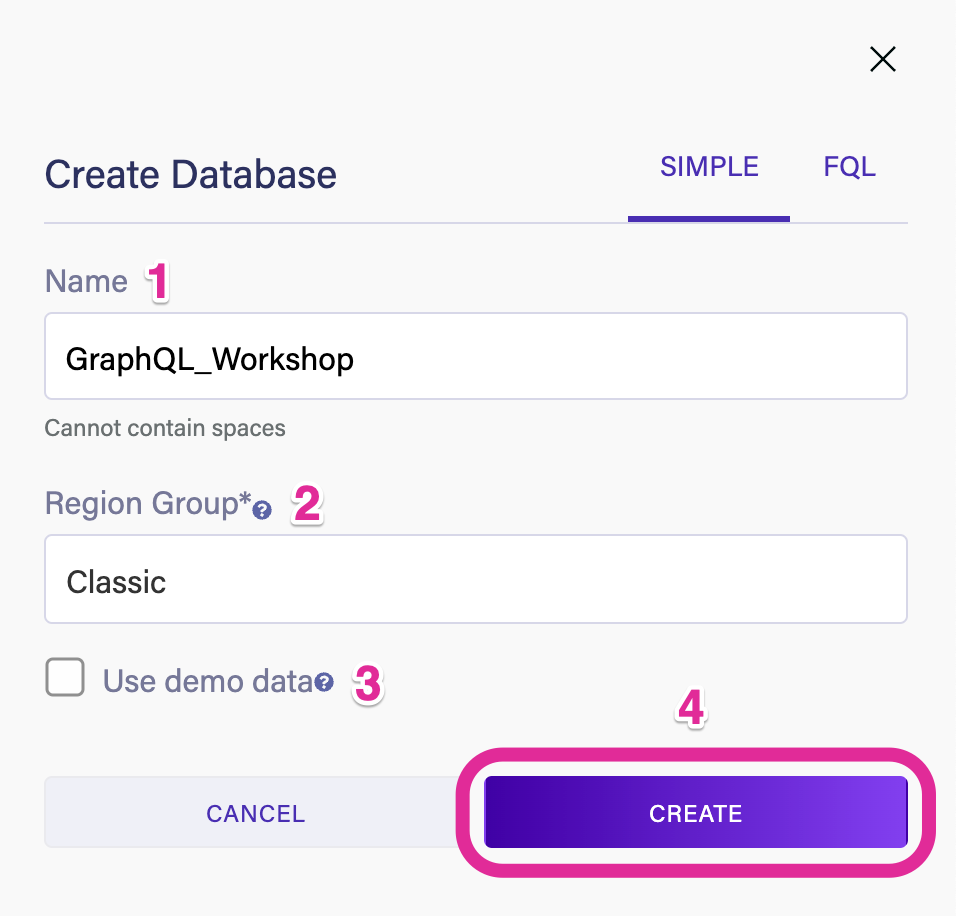 Create Database
SIMPLE
FQL
Name 1
GraphQL_Workshop
Cannot contain spaces
Region Group*? 2
Classic
Use demo data? 3
4
CANCEL
CREATE